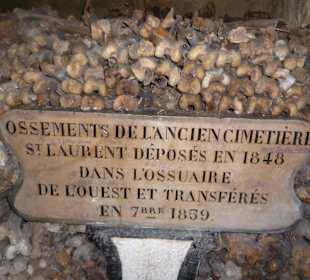 OSSEMENTS DE L'ANCIEN CIMETIÈRE
ST LAURENT DÉPOSÉS EN 1848
DANS L'OSSUAIRE
DE L'OUEST ET TRANSFÉRÉS
EN 7BRE 1859.